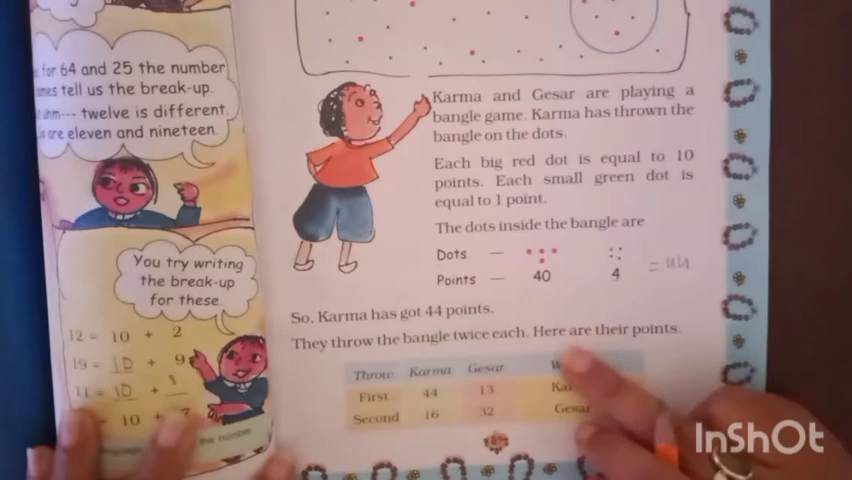 for 64 and 25 the number
tell us the break-up.
--- twelve is different.
are eleven and nineteen.
You try writing
the break-up
for these.
12 = 10 + 2
19 = 10 + 9
11 = 10 + 1
= 10 + 7
the number
Karma and Gesar are playing a
bangle game. Karma has thrown the
bangle on the dots.
Each big red dot is equal to 10
points. Each small green dot is
equal to 1 point.
The dots inside the bangle are
Dots —
Points — 40 4 = 44
So, Karma has got 44 points.
They throw the bangle twice each. Here are their points.
Throw Karma Gesar
First 44 13
Second 16 32 Gesar
InShOt